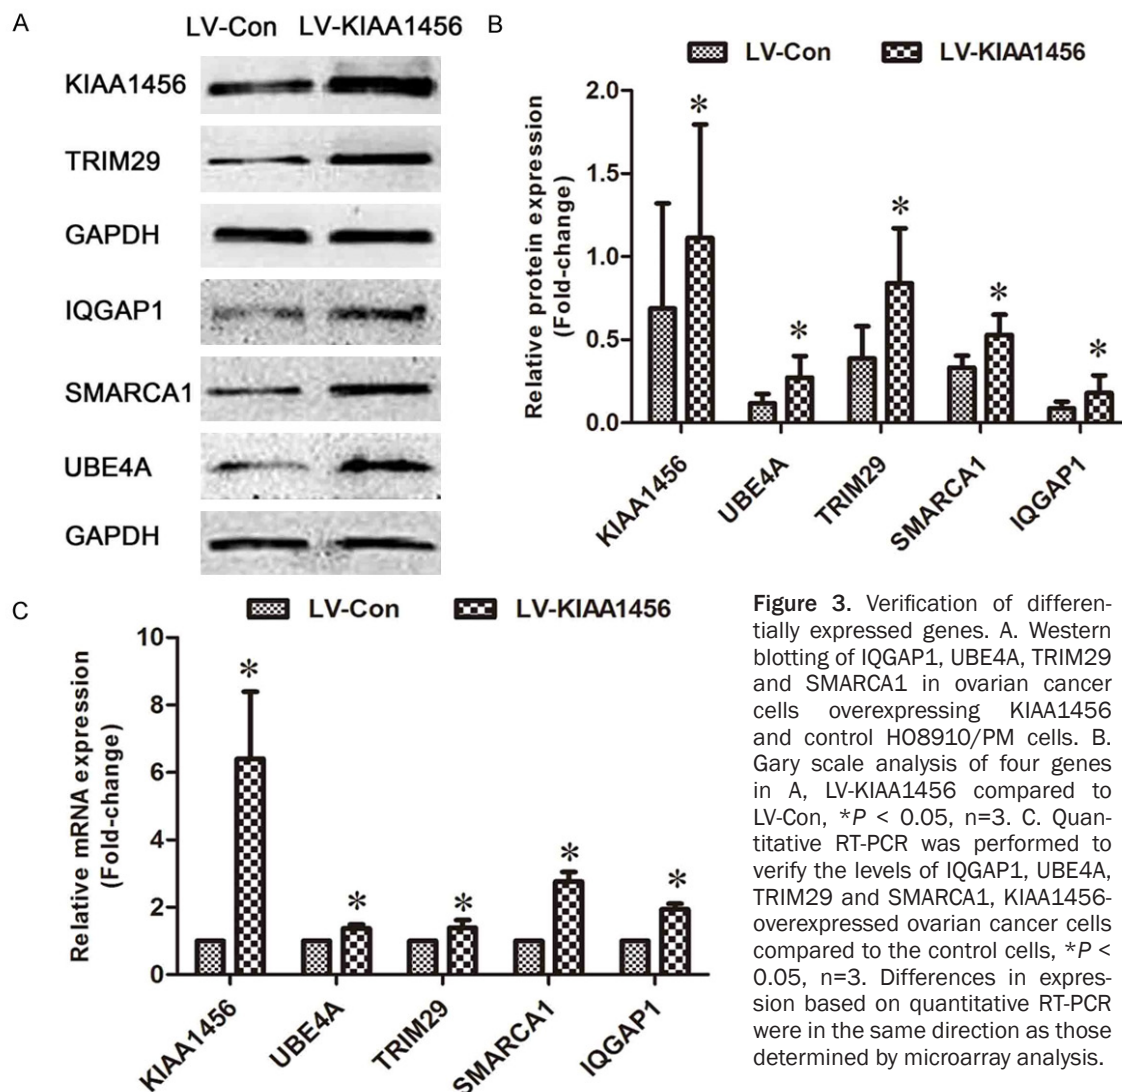 A
LV-Con LV-KIAA1456
KIAA1456
TRIM29
GAPDH
IQGAP1
SMARCA1
UBE4A
GAPDH
B
LV-Con LV-KIAA1456
Relative protein expression
(Fold-change)
2.0
1.5
1.0
0.5
0.0
* * * * *
KIAA1456 UBE4A TRIM29 SMARCA1 IQGAP1
C
LV-Con LV-KIAA1456
Relative mRNA expression
(Fold-change)
10
8
6
4
2
0
* * * * *
KIAA1456 UBE4A TRIM29 SMARCA1 IQGAP1
Figure 3. Verification of differen-
tially expressed genes. A. Western
blotting of IQGAP1, UBE4A, TRIM29
and SMARCA1 in ovarian cancer
cells overexpressing KIAA1456
and control HO8910/PM cells. B.
Gary scale analysis of four genes
in A, LV-KIAA1456 compared to
LV-Con, *P < 0.05, n=3. C. Quan-
titative RT-PCR was performed to
verify the levels of IQGAP1, UBE4A,
TRIM29 and SMARCA1, KIAA1456-
overexpressed ovarian cancer cells
compared to the control cells, *P <
0.05, n=3. Differences in expres-
sion based on quantitative RT-PCR
were in the same direction as those
determined by microarray analysis.